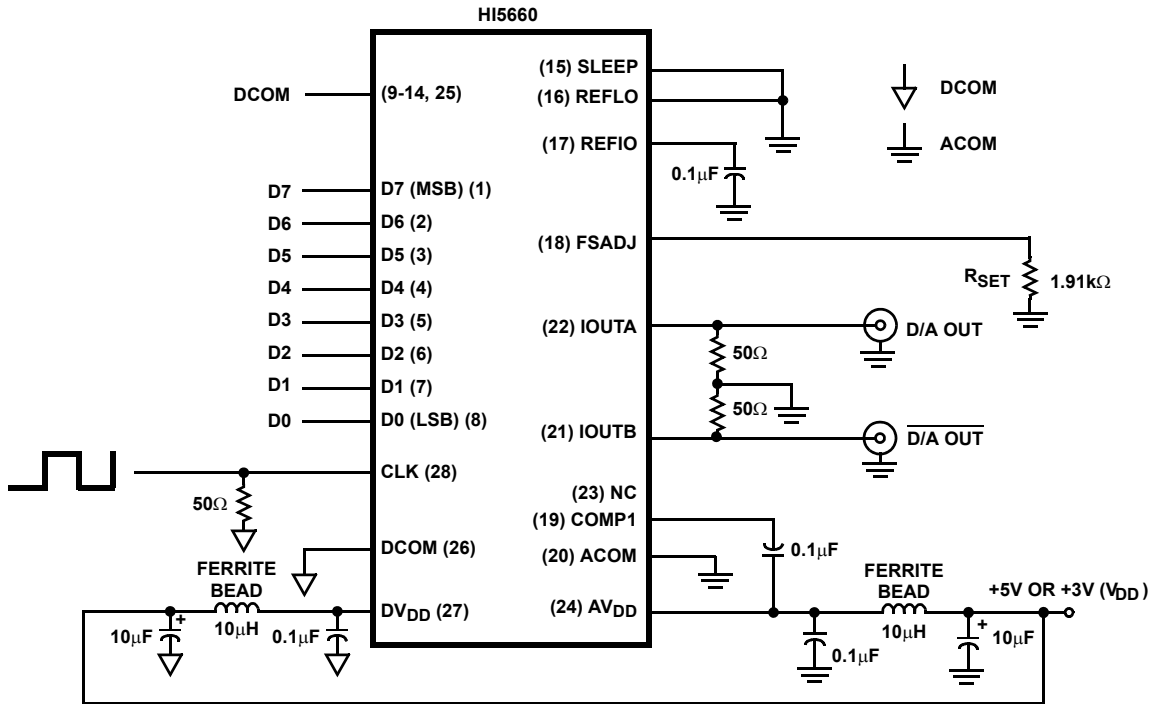 HI5660
DCOM
(9-14, 25)
D7
D7 (MSB) (1)
D6
D6 (2)
D5
D5 (3)
D4
D4 (4)
D3
D3 (5)
D2
D2 (6)
D1
D1 (7)
D0
D0 (LSB) (8)
CLK (28)
50Ω
DCOM (26)
FERRITE
BEAD
10μH
10μF
+
0.1μF
DVDD (27)
(15) SLEEP
(16) REFLO
(17) REFIO
0.1μF
(18) FSADJ
RSET
1.91kΩ
(22) IOUTA
50Ω
D/A OUT
50Ω
(21) IOUTB
D/A OUT
(23) NC
(19) COMP1
0.1μF
(20) ACOM
(24) AVDD
0.1μF
FERRITE
BEAD
10μH
+
10μF
+5V OR +3V (VDD)
DCOM
ACOM